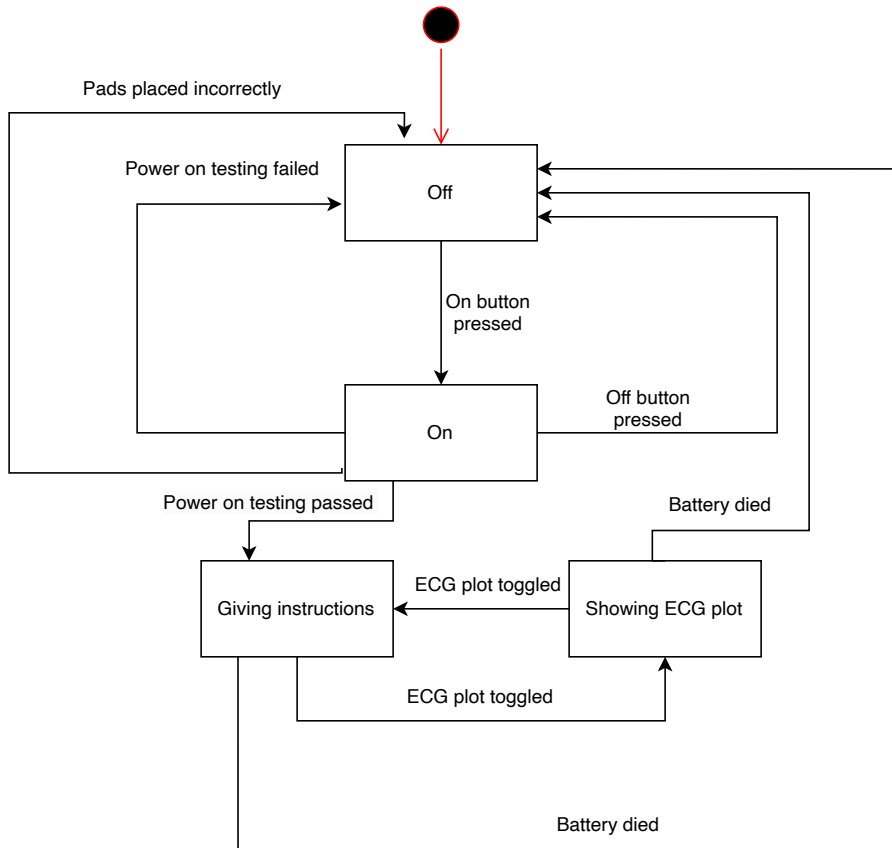 Pads placed incorrectly
Power on testing failed
Off
On button
pressed
Off button
pressed
On
Power on testing passed
Battery died
ECG plot toggled
Giving instructions
Showing ECG plot
ECG plot toggled
Battery died